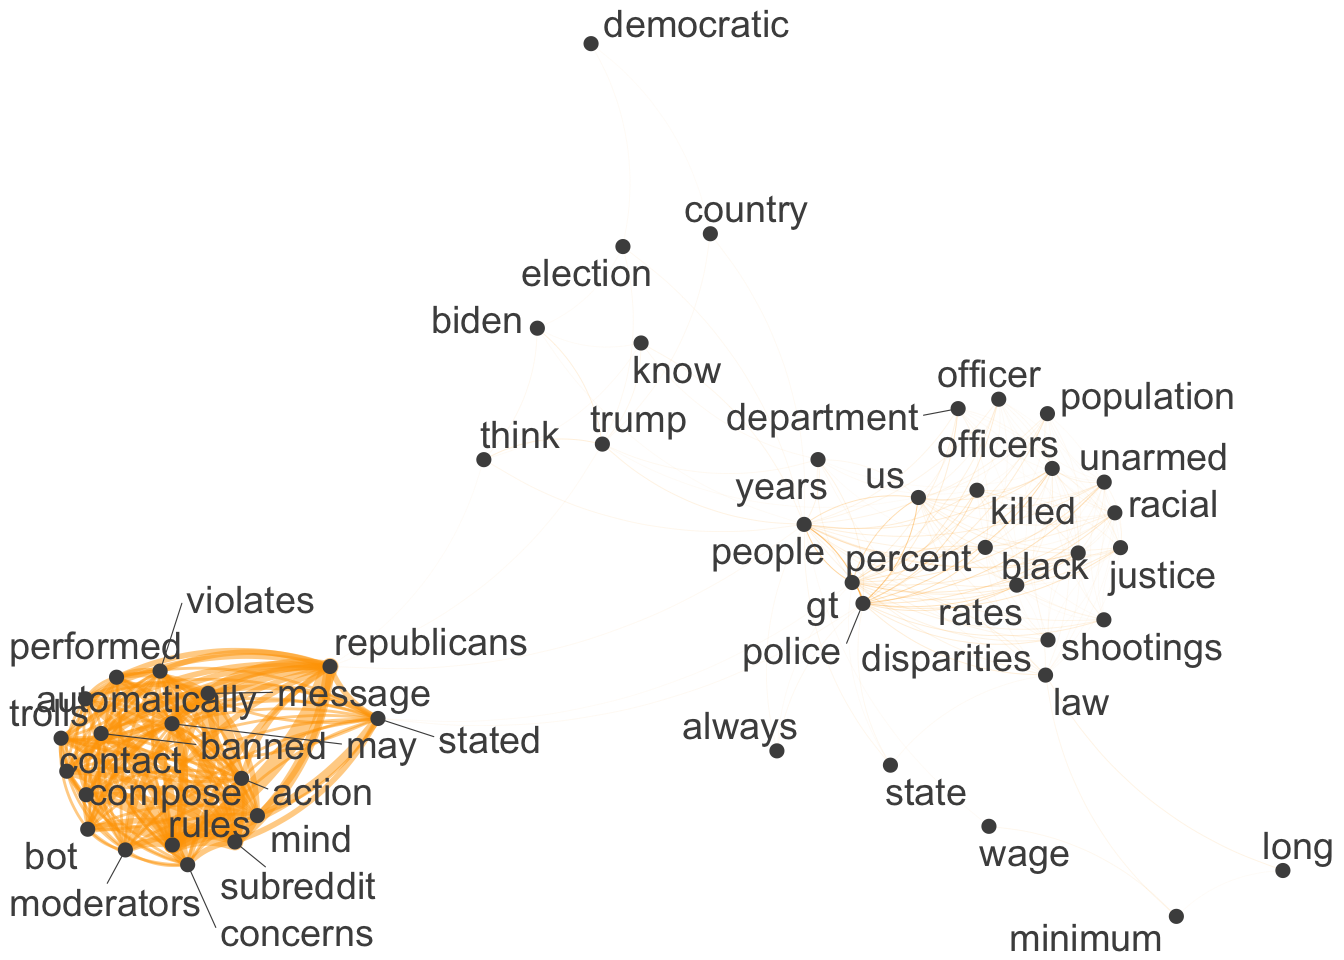 democratic
country
election
biden
know
officer
population
department
trump
think
officers
unarmed
us
years
killed
racial
people
percent
black
justice
gt
rates
police
disparities
shootings
law
violates
performed
republicans
automatically
message
trolls
banned
may
stated
contact
compose
action
rules
mind
bot
subreddit
moderators
concerns
always
state
wage
long
minimum